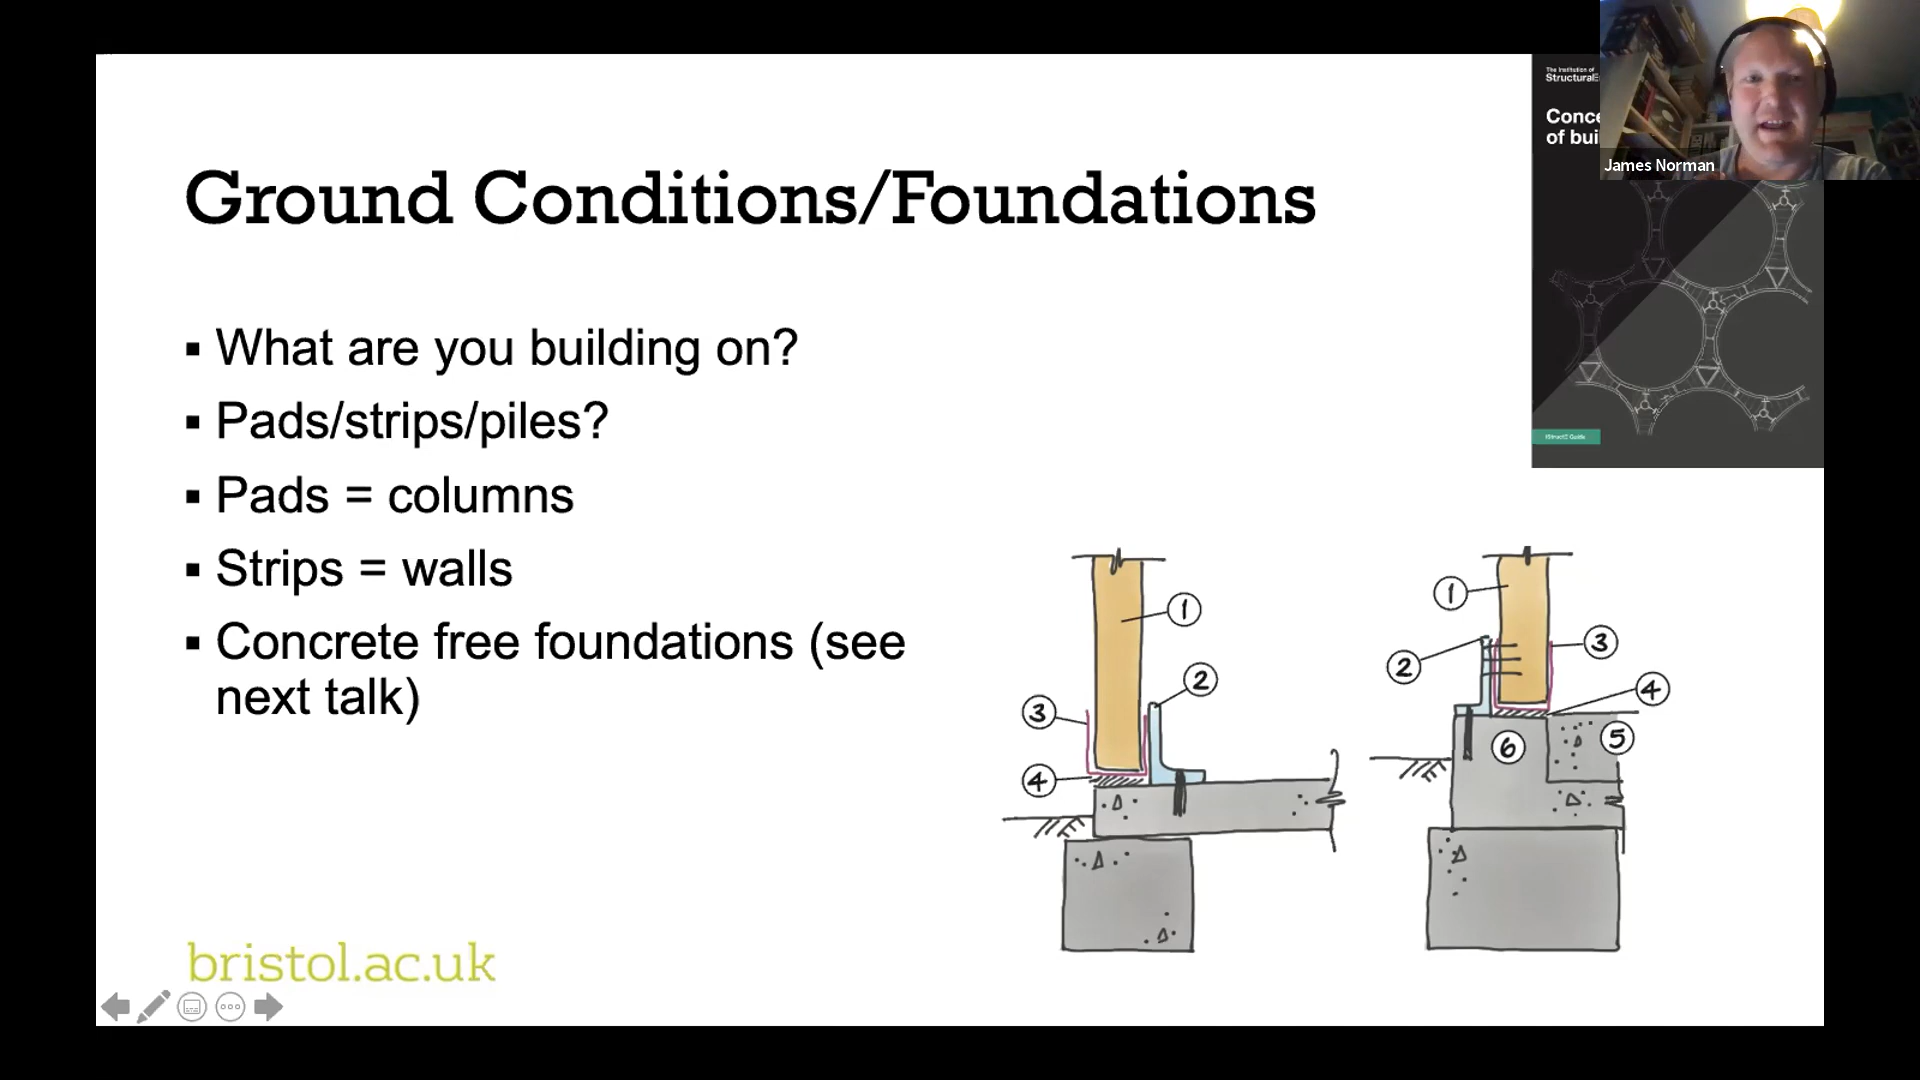 The Institution of
Conce
of bui
James Norman
Ground Conditions/Foundations
▪ What are you building on?
▪ Pads/strips/piles?
▪ Pads = columns
▪ Strips = walls
▪ Concrete free foundations (see
next talk)
IStructE Guide
1
2
3
4
1
2
3
4
5
6
bristol.ac.uk